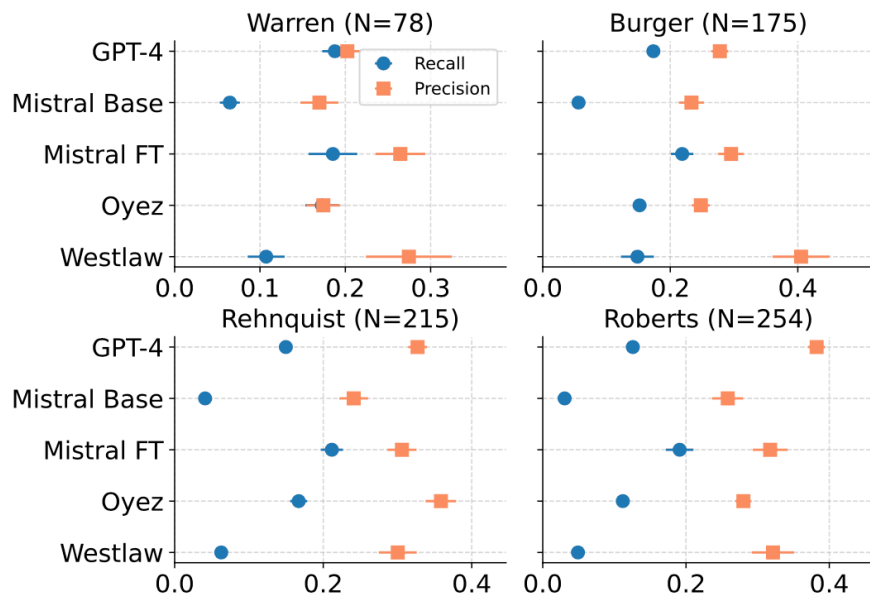 Warren (N=78)
Burger (N=175)
GPT-4
Mistral Base
Mistral FT
Oyez
Westlaw
Recall
Precision
0.0 0.1 0.2 0.3
0.0 0.2 0.4
Rehnquist (N=215)
Roberts (N=254)
GPT-4
Mistral Base
Mistral FT
Oyez
Westlaw
0.0 0.2 0.4
0.0 0.2 0.4